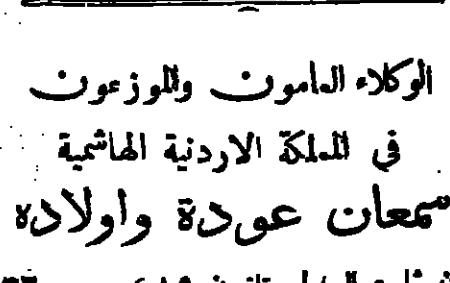 الوكلاء العامون والموزعون
في المملكة الاردنية الهاشمية
سمعان عودة واولاده